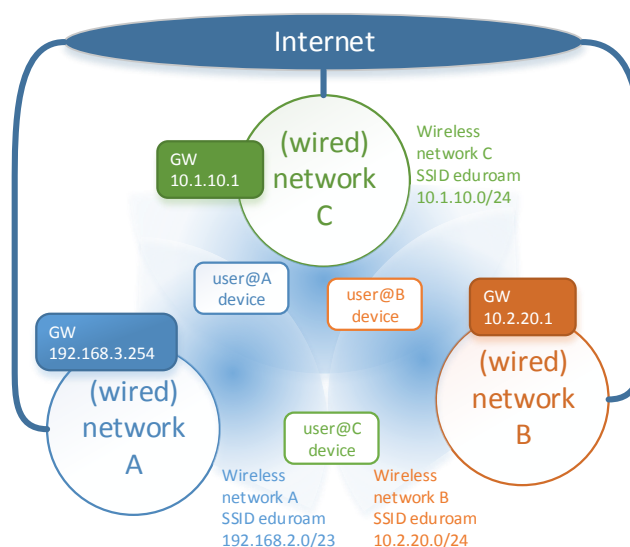 Internet
GW
10.1.10.1
(wired)
network
C
Wireless
network C
SSID eduroam
10.1.10.0/24
user@A
device
user@B
device
GW
192.168.3.254
(wired)
network
A
GW
10.2.20.1
(wired)
network
B
user@C
device
Wireless
network A
SSID eduroam
192.168.2.0/23
Wireless
network B
SSID eduroam
10.2.20.0/24